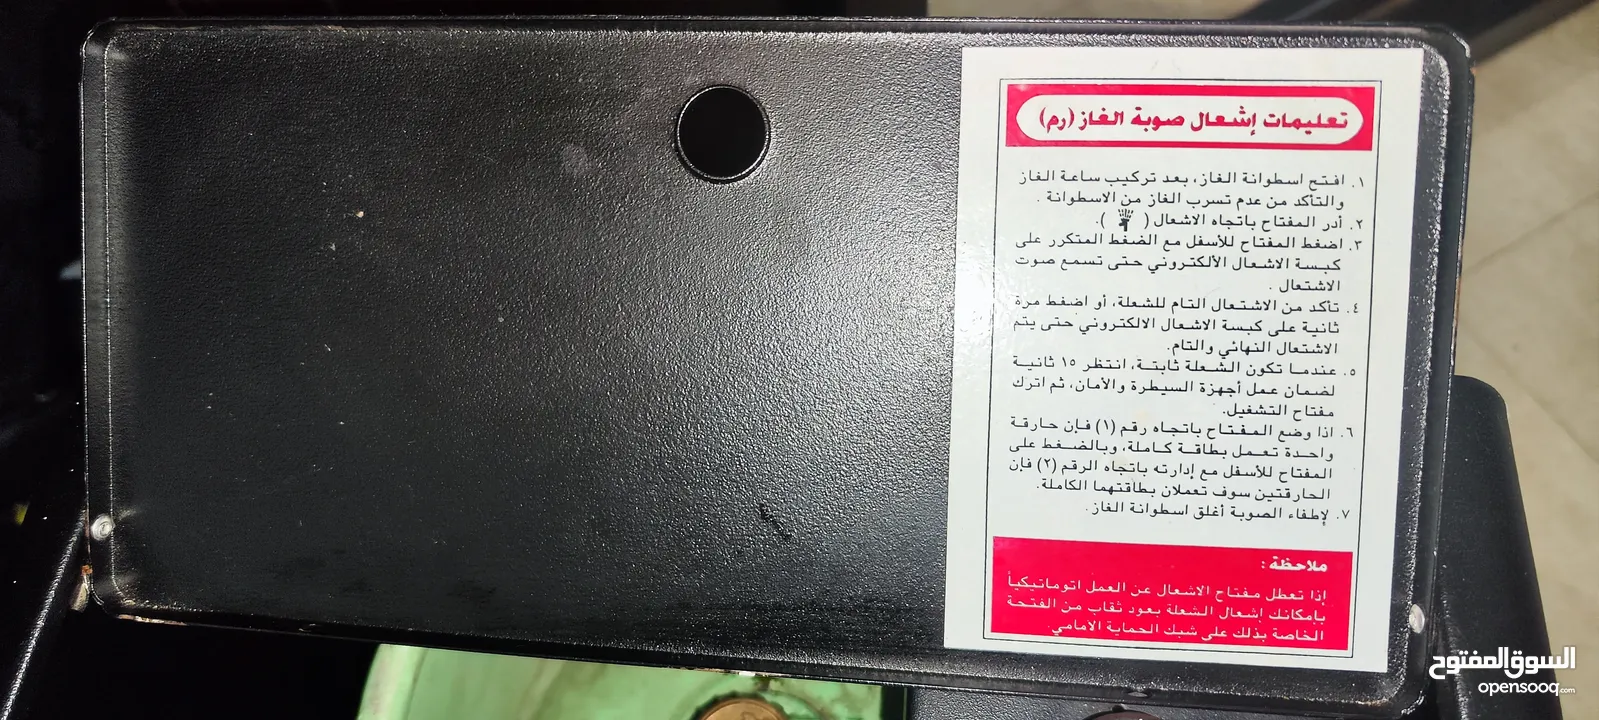 تعليمات إشعال صوبة الغاز (رم)
١. افتح اسطوانة الغاز، بعد تركيب ساعة الغاز
والتأكد من عدم تسرب الغاز من الاسطوانة .
٢. أدر المفتاح باتجاه الاشعال ( ).
٣. اضغط المفتاح للأسفل مع الضغط المتكرر على
كبسة الاشعال الألكتروني حتى تسمع صوت
الاشتعال .
٤. تأكد من الاشتعال التام للشعلة، أو اضغط مرة
ثانية على كبسة الاشعال الالكتروني حتى يتم
الاشتعال النهائي والتام.
٥. عندما تكون الشعلة ثابتة، انتظر ١٥ ثانية
لضمان عمل أجهزة السيطرة والأمان، ثم اترك
مفتاح التشغيل.
٦. اذا وضع المفتاح باتجاه رقم (١) فإن حارقة
واحدة تعمل بطاقة كاملة، وبالضغط على
المفتاح للأسفل مع إدارته باتجاه الرقم (٢) فإن
الحارقتين سوف تعملان بطاقتهما الكاملة.
٧. لإطفاء الصوبة أغلق اسطوانة الغاز.
ملاحظة :
إذا تعطل مفتاح الاشعال عن العمل اتوماتيكياً
بإمكانك إشعال الشعلة بعود ثقاب من الفتحة
الخاصة بذلك على شبك الحماية الامامي.
السوق المفتوح
opensooq.com